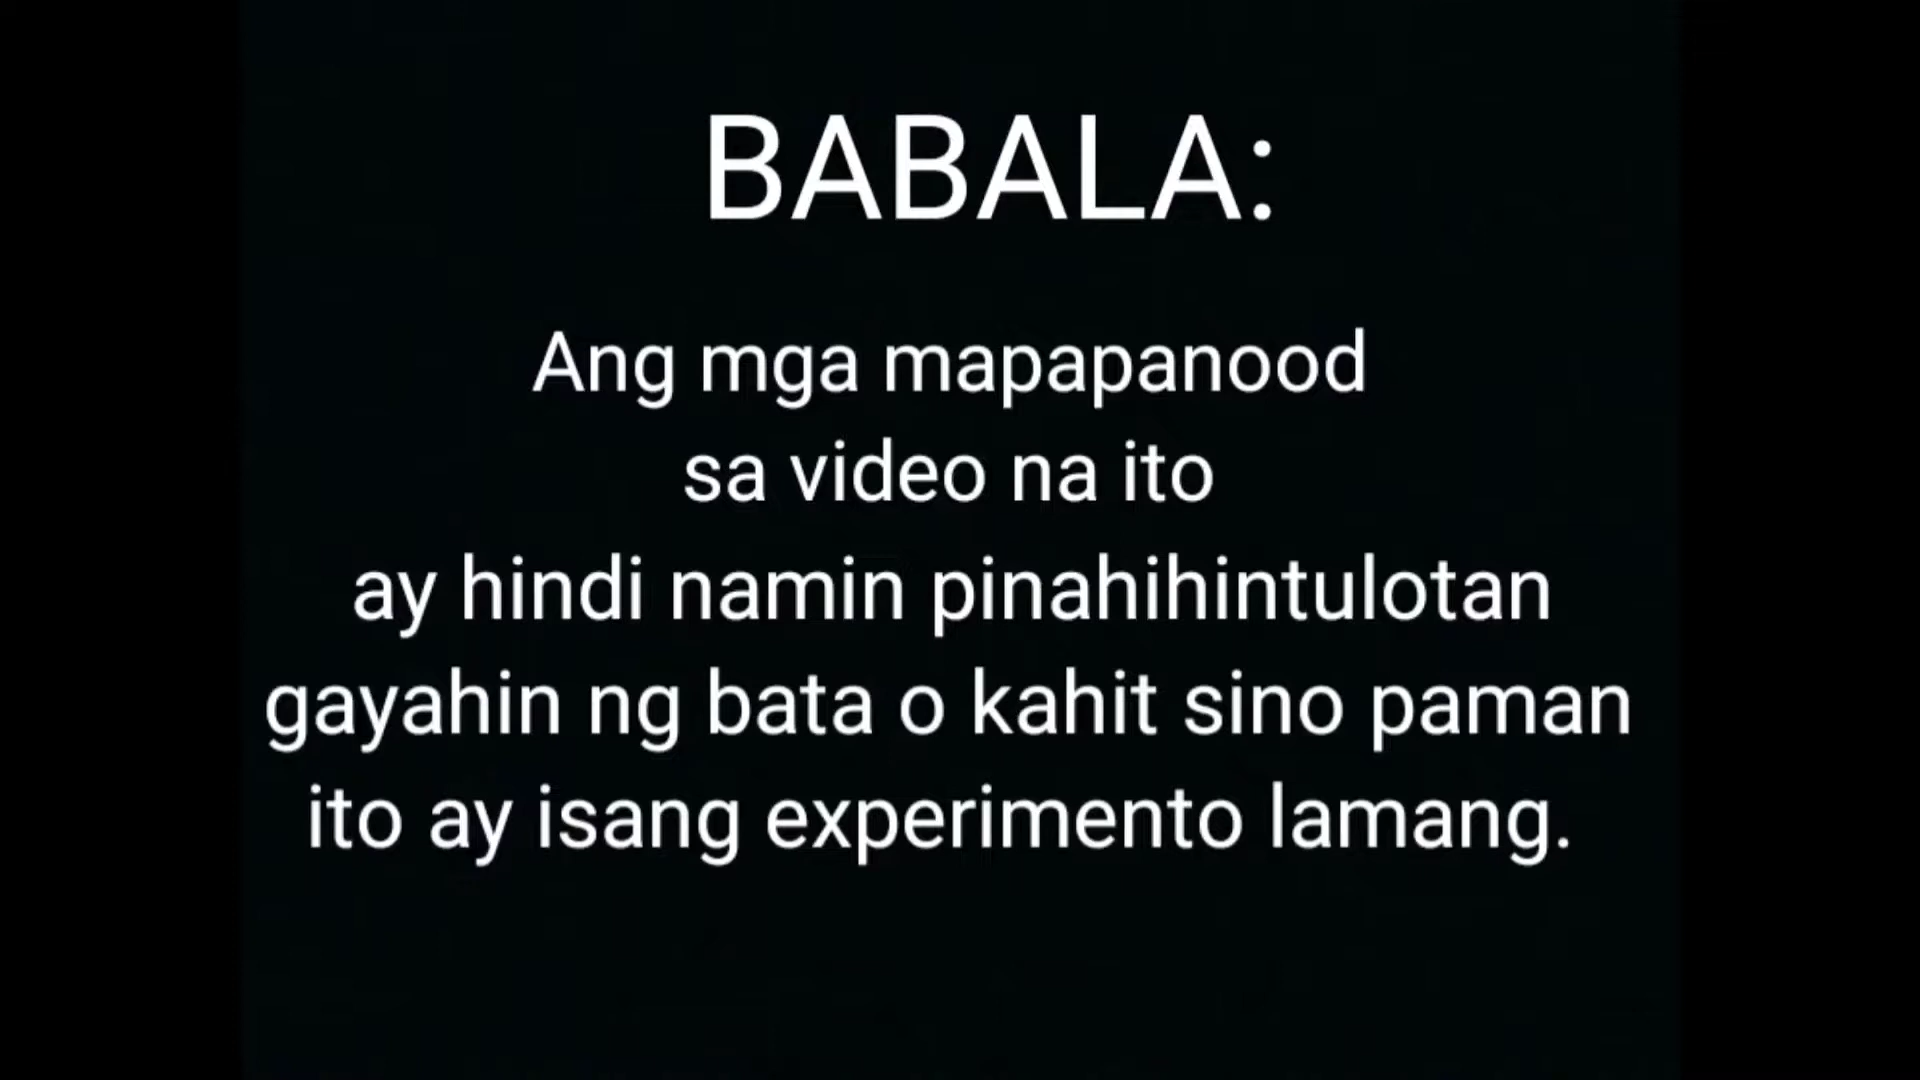 BABALA:
Ang mga mapapanood
sa video na ito
ay hindi namin pinahihintulotan
gayahin ng bata o kahit sino paman
ito ay isang experimento lamang.